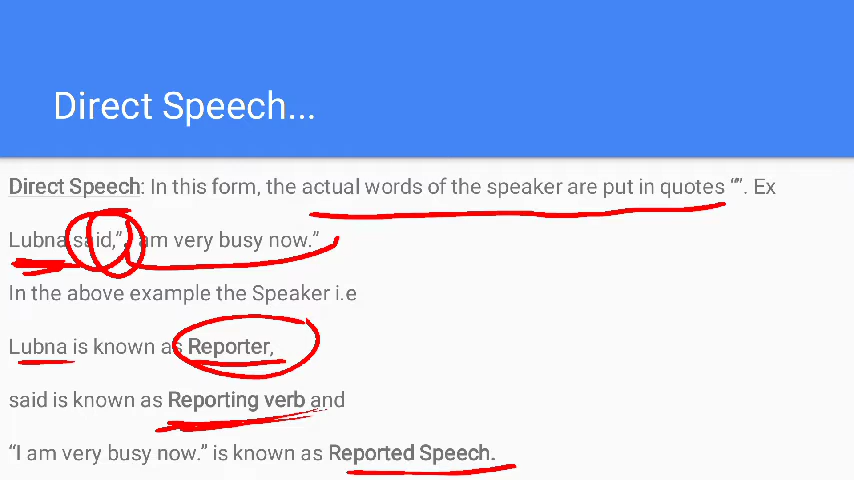 Direct Speech...
Direct Speech: In this form, the actual words of the speaker are put in quotes “”. Ex
Lubna said,” am very busy now.”
In the above example the Speaker i.e
Lubna is known as Reporter,
said is known as Reporting verb and
“I am very busy now.” is known as Reported Speech.